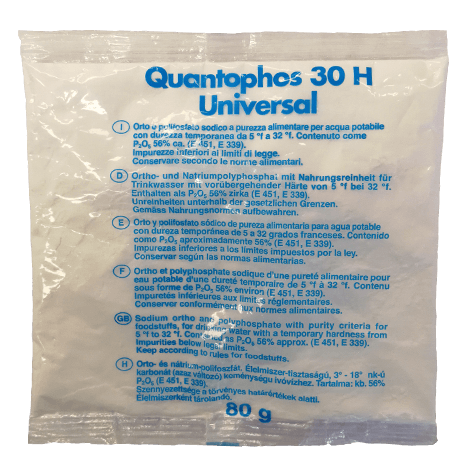 Quantophos 30 H
Universal
I Orto e polifosfato sodico a purezza alimentare per acqua potabile
con durezza temporanea da 5 °f a 32 °f. Contenuto come
P₂O₅ 56% ca. (E 451, E 339).
Impurezze inferiori ai limiti di legge.
Conservare secondo le norme alimentari.
D Ortho- und Natriumpolyphosphat mit Nahrungsreinheit für
Trinkwasser mit vorübergehender Härte von 5 °f bei 32 °f.
Enthalten als P₂O₅ 56% zirka (E 451, E 339).
Unreinheiten unterhalb der gesetzlichen Grenzen.
Gemäss Nahrungsnormen aufbewahren.
E Orto y polifosfato sódico de pureza alimentaria para agua potable
con dureza temporánea de 5 a 32 grados franceses. Contenido
como P₂O₅ aproximadamente 56% (E 451, E 339).
Impurezas inferiores a los límites impuestos por la ley.
Conservar según las normas alimentarias.
F Ortho et polyphosphate sodique d'une pureté alimentaire pour
eau potable d'une dureté temporaire de 5 °f à 32 °f. Contenu
sous forme de P₂O₅ 56% environ (E 451, E 339).
Impuretés inférieures aux limites réglementaires.
Conserver conformément aux normes alimentaires.
GB Sodium ortho and polyphosphate with purity criteria for
foodstuffs, for drinking water with a temporary hardness from
5 °f to 32 °f. Contained as P₂O₅ 56% approx. (E 451, E 339).
Impurities below legal limits.
Keep according to rules for foodstuffs.
H Orto- és nátrium-polifoszfát. Élelmiszer-tisztaságú, 3° - 18° nk-ú
karbonát (azaz változó) keménységű ivóvízhez. Tartalma: kb. 56%
P₂O₅ (E 451, E 339).
Szennyezettsége a törvényes határértékek alatti.
Élelmiszerként tárolandó.
80 g